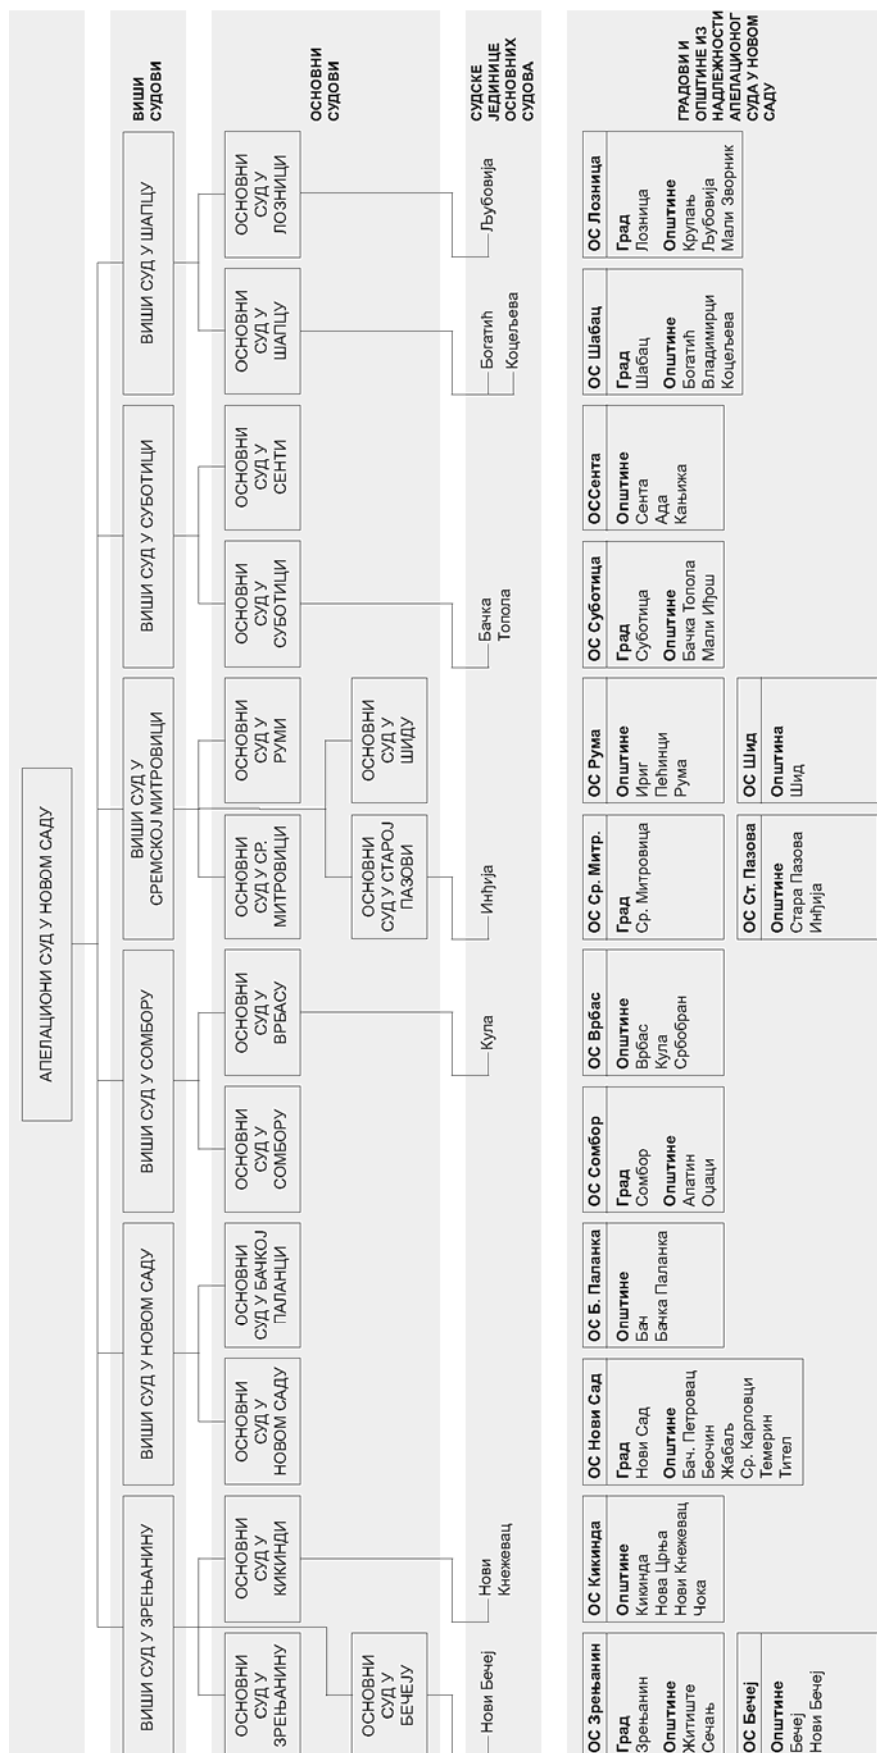 АПЕЛАЦИОНИ СУД У НОВОМ САДУ
ВИШИ СУД У ЗРЕЊАНИНУ
ВИШИ СУД У НОВОМ САДУ
ВИШИ СУД У СОМБОРУ
ВИШИ СУД У
СРЕМСКОЈ МИТРОВИЦИ
ВИШИ СУД У СУБОТИЦИ
ВИШИ СУД У ШАПЦУ
ВИШИ
СУДОВИ
ОСНОВНИ
СУД У
ЗРЕЊАНИНУ
ОСНОВНИ
СУД У
КИКИНДИ
ОСНОВНИ
СУД У
НОВОМ САДУ
ОСНОВНИ
СУД У БАЧКОЈ
ПАЛАНЦИ
ОСНОВНИ
СУД У
СОМБОРУ
ОСНОВНИ
СУД У
ВРБАСУ
ОСНОВНИ
СУД У СР.
МИТРОВИЦИ
ОСНОВНИ
СУД У
РУМИ
ОСНОВНИ
СУД У
СУБОТИЦИ
ОСНОВНИ
СУД У
СЕНТИ
ОСНОВНИ
СУД У
ШАПЦУ
ОСНОВНИ
СУД У
ЛОЗНИЦИ
ОСНОВНИ
СУДОВИ
ОСНОВНИ
СУД У
БЕЧЕЈУ
ОСНОВНИ
СУД У СТАРОЈ
ПАЗОВИ
ОСНОВНИ
СУД У
ШИДУ
Нови Бечеј
Нови
Кнежевац
Кула
Инђија
Бачка
Топола
Богатић
Коцељева
Љубовија
СУДСКЕ
ЈЕДИНИЦЕ
ОСНОВНИХ
СУДОВА
ОС Зрењанин
Град
Зрењанин
Општине
Житиште
Сечањ
ОС Кикинда
Општине
Кикинда
Нова Црња
Нови Кнежевац
Чока
ОС Нови Сад
Град
Нови Сад
Општине
Бач. Петровац
Беочин
Жабаљ
Ср. Карловци
Темерин
Тител
ОС Б. Паланка
Општине
Бач
Бачка Паланка
ОС Сомбор
Град
Сомбор
Општине
Апатин
Оџаци
ОС Врбас
Општине
Врбас
Кула
Србобран
ОС Ср. Митр.
Град
Ср. Митровица
ОС Рума
Општине
Ириг
Пећинци
Рума
ОС Суботица
Град
Суботица
Општине
Бачка Топола
Мали Иђош
ОССента
Општине
Сента
Ада
Кањижа
ОС Шабац
Град
Шабац
Општине
Богатић
Владимирци
Коцељева
ОС Лозница
Град
Лозница
Општине
Крупањ
Љубовија
Мали Зворник
ГРАДОВИ И
ОПШТИНЕ ИЗ
НАДЛЕЖНОСТИ
АПЕЛАЦИОНОГ
СУДА У НОВОМ
САДУ
ОС Бечеј
Општине
Бечеј
Нови Бечеј
ОС Ст. Пазова
Општине
Стара Пазова
Инђија
ОС Шид
Општина
Шид